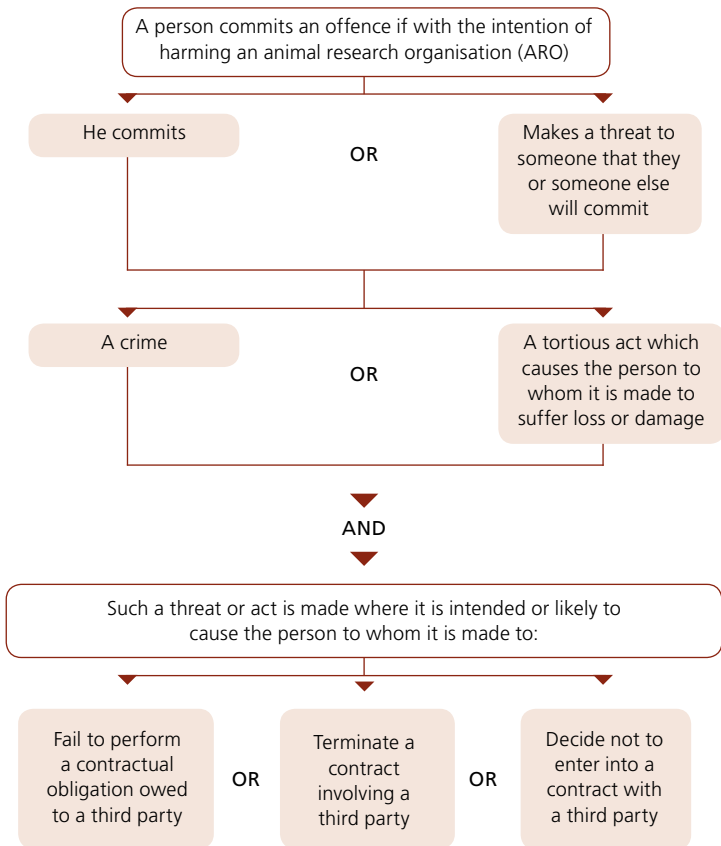 A person commits an offence if with the intention of
harming an animal research organisation (ARO)
He commits
OR
Makes a threat to
someone that they
or someone else
will commit
A crime
OR
A tortious act which
causes the person to
whom it is made to
suffer loss or damage
AND
Such a threat or act is made where it is intended or likely to
cause the person to whom it is made to:
Fail to perform
a contractual
obligation owed
to a third party
OR
Terminate a
contract
involving a
third party
OR
Decide not to
enter into a
contract with
a third party